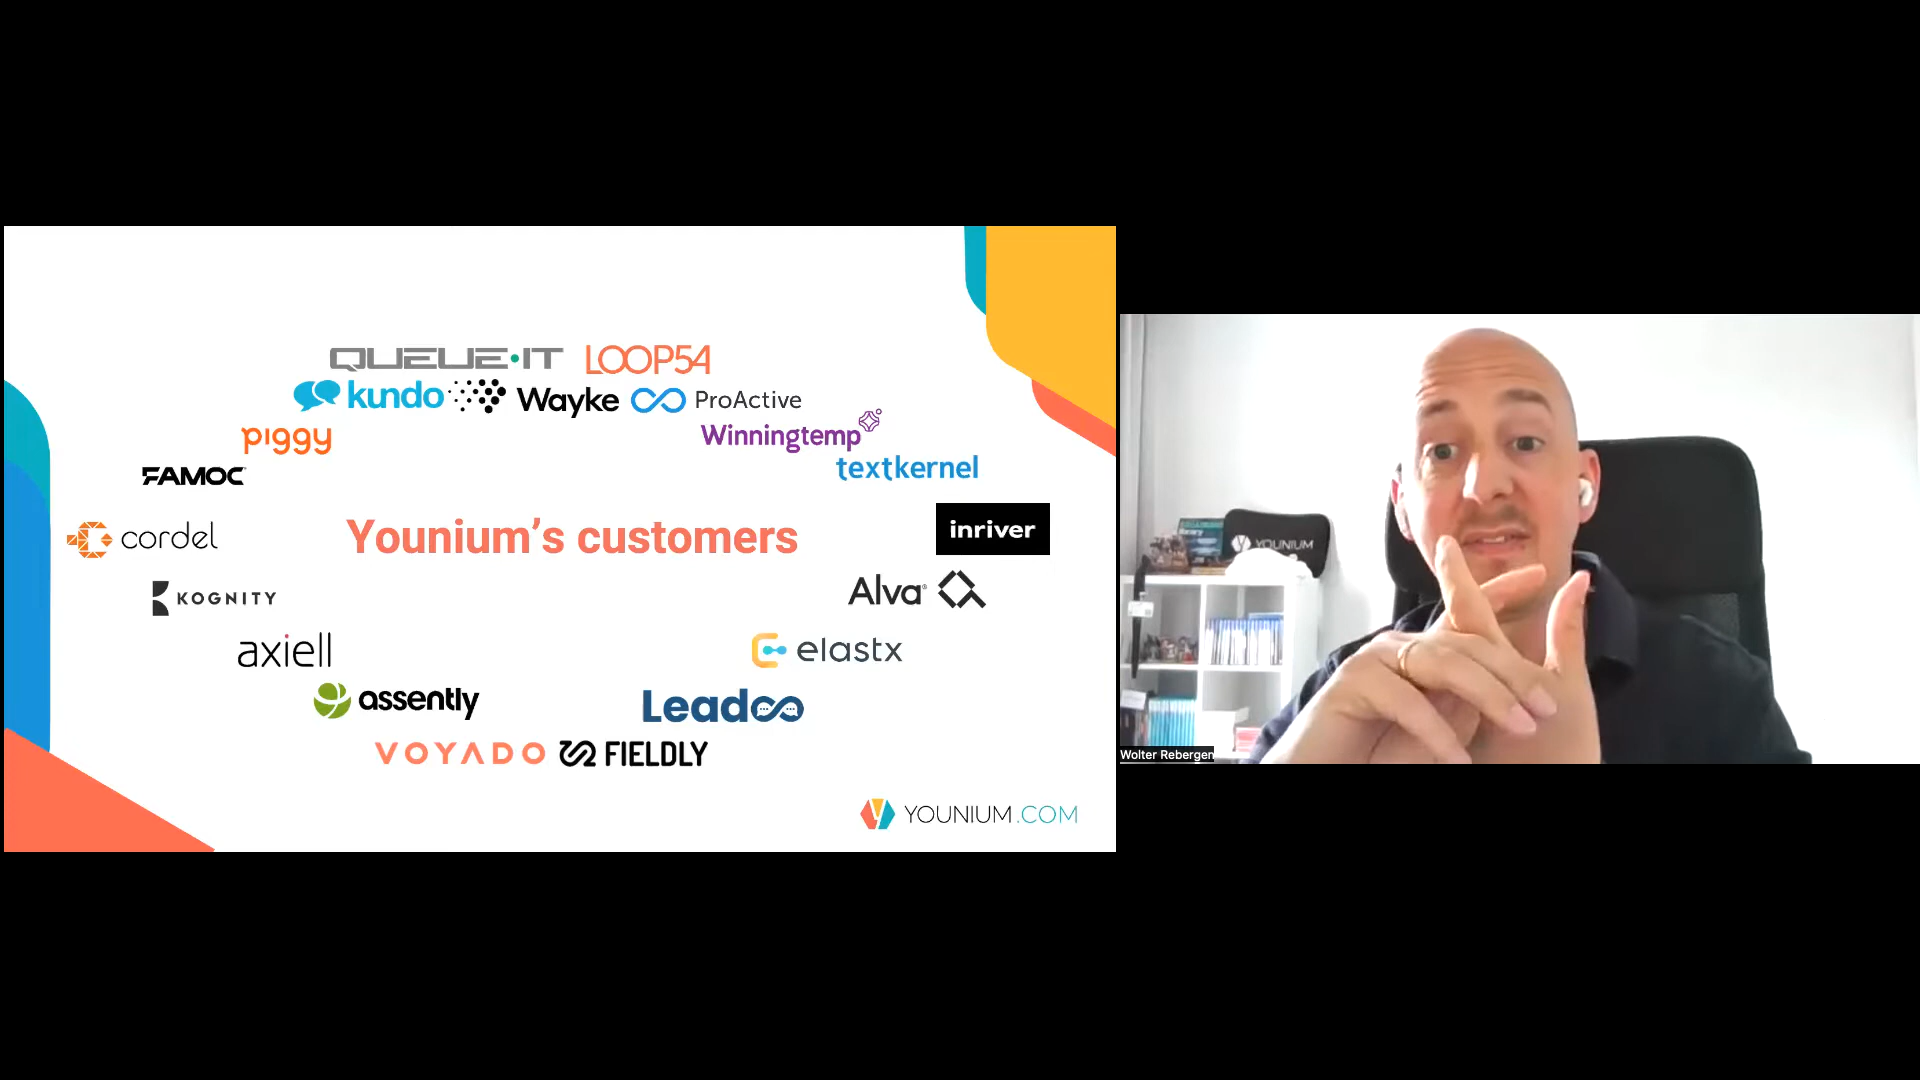 QUEUE·IT LOOP54
kundo Wayke ProActive
piggy Winningtemp
FAMOC textkernel
cordel Younium’s customers inriver
KOGNITY Alva
axiell elastx
assently Leadoo
VOYADO FIELDLY
YOUNIUM.COM
YOUNIUM
Wolter Rebergen